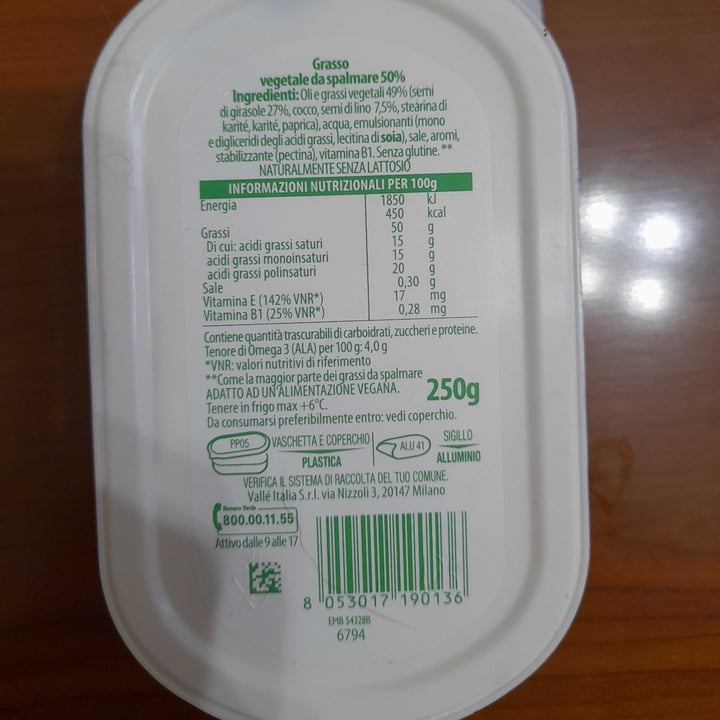 Grasso
vegetale da spalmare 50%
Ingredienti: Oli e grassi vegetali 49% (semi
di girasole 27%, cocco, semi di lino 7,5%, stearina di
karité, karité, paprica), acqua, emulsionanti (mono
e digliceridi degli acidi grassi, lecitina di soia), sale, aromi,
stabilizzante (pectina), vitamina B1. Senza glutine. **
NATURALMENTE SENZA LATTOSIO
INFORMAZIONI NUTRIZIONALI PER 100g
Energia 1850 kJ
450 kcal
Grassi 50 g
Di cui: acidi grassi saturi 15 g
acidi grassi monoinsaturi 15 g
acidi grassi polinsaturi 20 g
Sale 0,30 g
Vitamina E (142% VNR*) 17 mg
Vitamina B1 (25% VNR*) 0,28 mg
Contiene quantità trascurabili di carboidrati, zuccheri e proteine.
Tenore di Omega 3 (ALA) per 100 g: 4,0 g
*VNR: valori nutritivi di riferimento
**Come la maggior parte dei grassi da spalmare
ADATTO AD UN'ALIMENTAZIONE VEGANA.
250g
Tenere in frigo max +6°C.
Da consumarsi preferibilmente entro: vedi coperchio.
PP05 VASCHETTA E COPERCHIO
PLASTICA
ALU 41 SIGILLO
ALLUMINIO
VERIFICA IL SISTEMA DI RACCOLTA DEL TUO COMUNE.
Vallé Italia S.r.l. via Nizzoli 3, 20147 Milano
Numero Verde
800.00.11.55
Attivo dalle 9 alle 17
8 053017 190136
EMB 54328B
6794